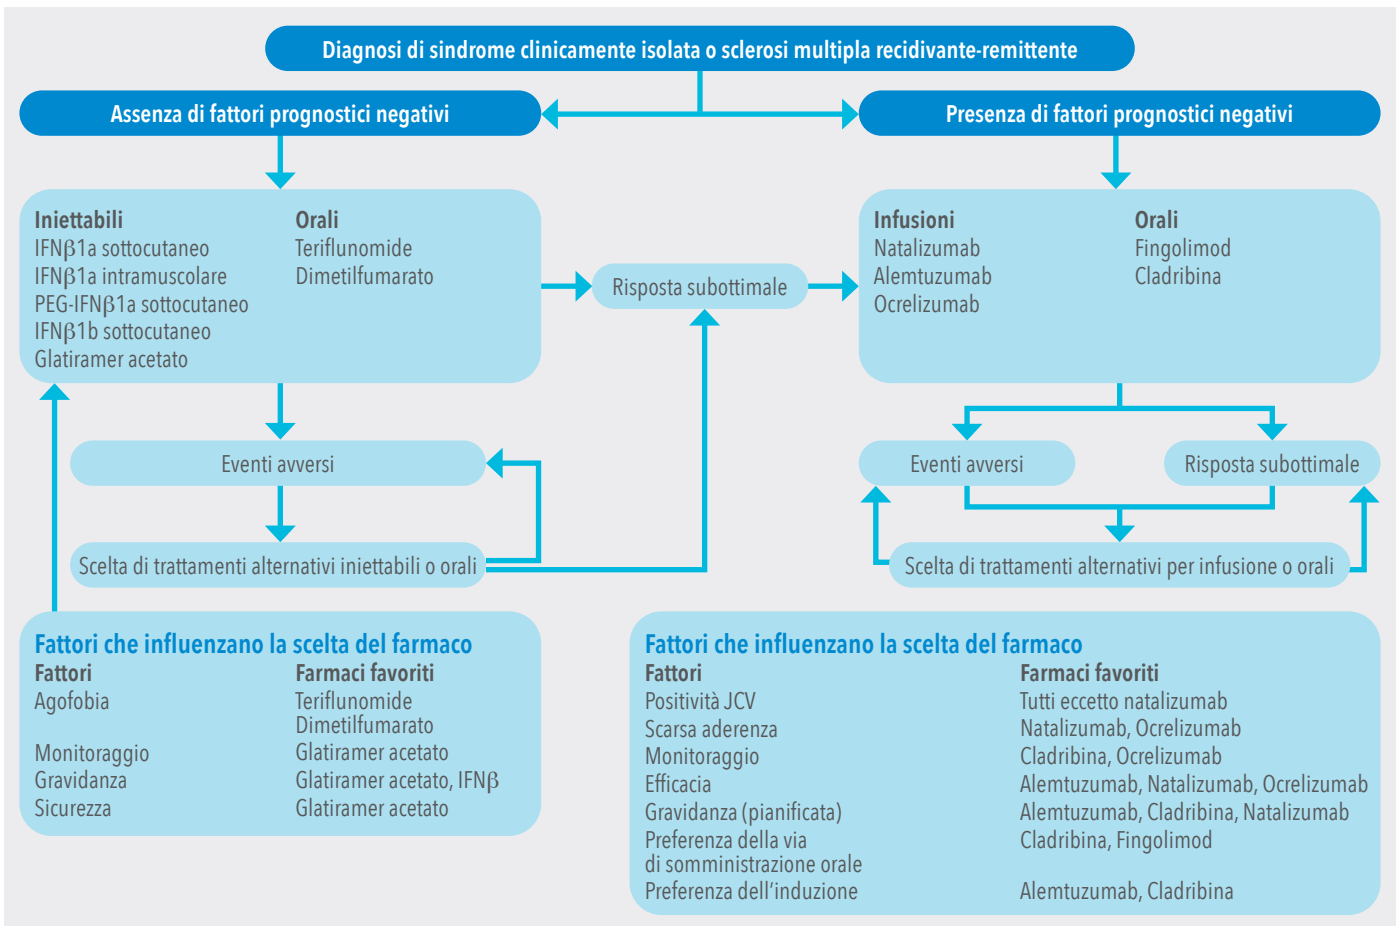 Diagnosi di sindrome clinicamente isolata o sclerosi multipla recidivante-remittente
Assenza di fattori prognostici negativi
Presenza di fattori prognostici negativi
Iniettabili
IFNβ1a sottocutaneo
IFNβ1a intramuscolare
PEG-IFNβ1a sottocutaneo
IFNβ1b sottocutaneo
Glatiramer acetato
Orali
Teriflunomide
Dimetilfumarato
Risposta subottimale
Infusioni
Natalizumab
Alemtuzumab
Ocrelizumab
Orali
Fingolimod
Cladribina
Eventi avversi
Scelta di trattamenti alternativi iniettabili o orali
Eventi avversi
Risposta subottimale
Scelta di trattamenti alternativi per infusione o orali
Fattori che influenzano la scelta del farmaco
Fattori Farmaci favoriti
Agofobia Teriflunomide
Dimetilfumarato
Monitoraggio Glatiramer acetato
Gravidanza Glatiramer acetato, IFNβ
Sicurezza Glatiramer acetato
Fattori che influenzano la scelta del farmaco
Fattori Farmaci favoriti
Positività JCV Tutti eccetto natalizumab
Scarsa aderenza Natalizumab, Ocrelizumab
Monitoraggio Cladribina, Ocrelizumab
Efficacia Alemtuzumab, Natalizumab, Ocrelizumab
Gravidanza (pianificata) Alemtuzumab, Cladribina, Natalizumab
Preferenza della via Cladribina, Fingolimod
di somministrazione orale
Preferenza dell'induzione Alemtuzumab, Cladribina